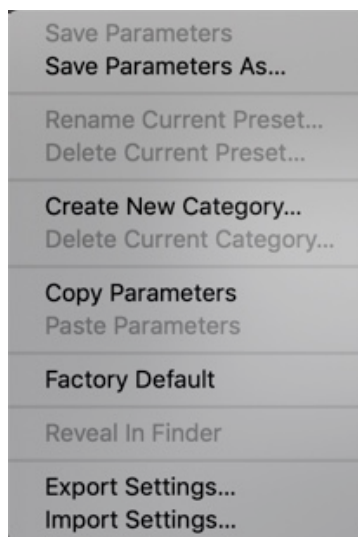 Save Parameters
Save Parameters As...
Rename Current Preset...
Delete Current Preset...
Create New Category...
Delete Current Category...
Copy Parameters
Paste Parameters
Factory Default
Reveal In Finder
Export Settings...
Import Settings...